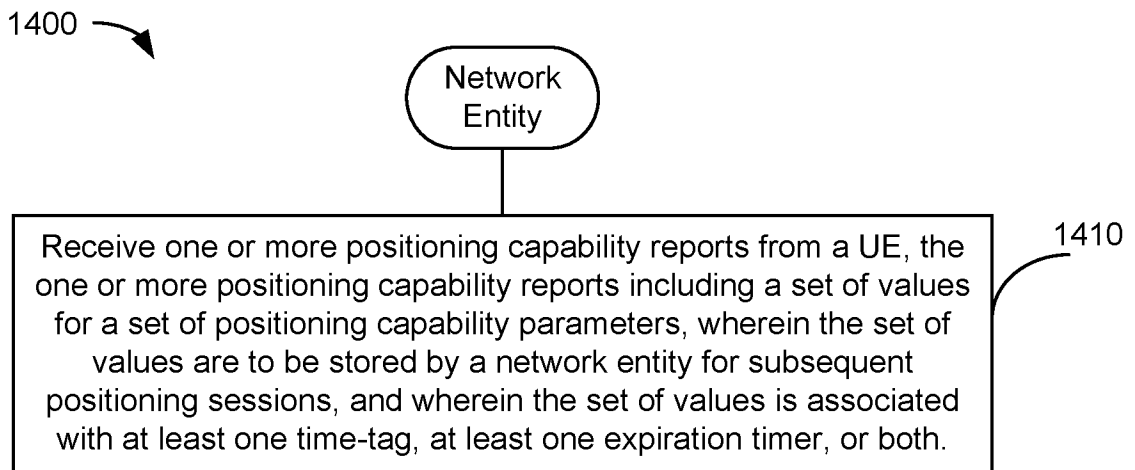 1400
Network
Entity
1410
Receive one or more positioning capability reports from a UE, the
one or more positioning capability reports including a set of values
for a set of positioning capability parameters, wherein the set of
values are to be stored by a network entity for subsequent
positioning sessions, and wherein the set of values is associated
with at least one time-tag, at least one expiration timer, or both.